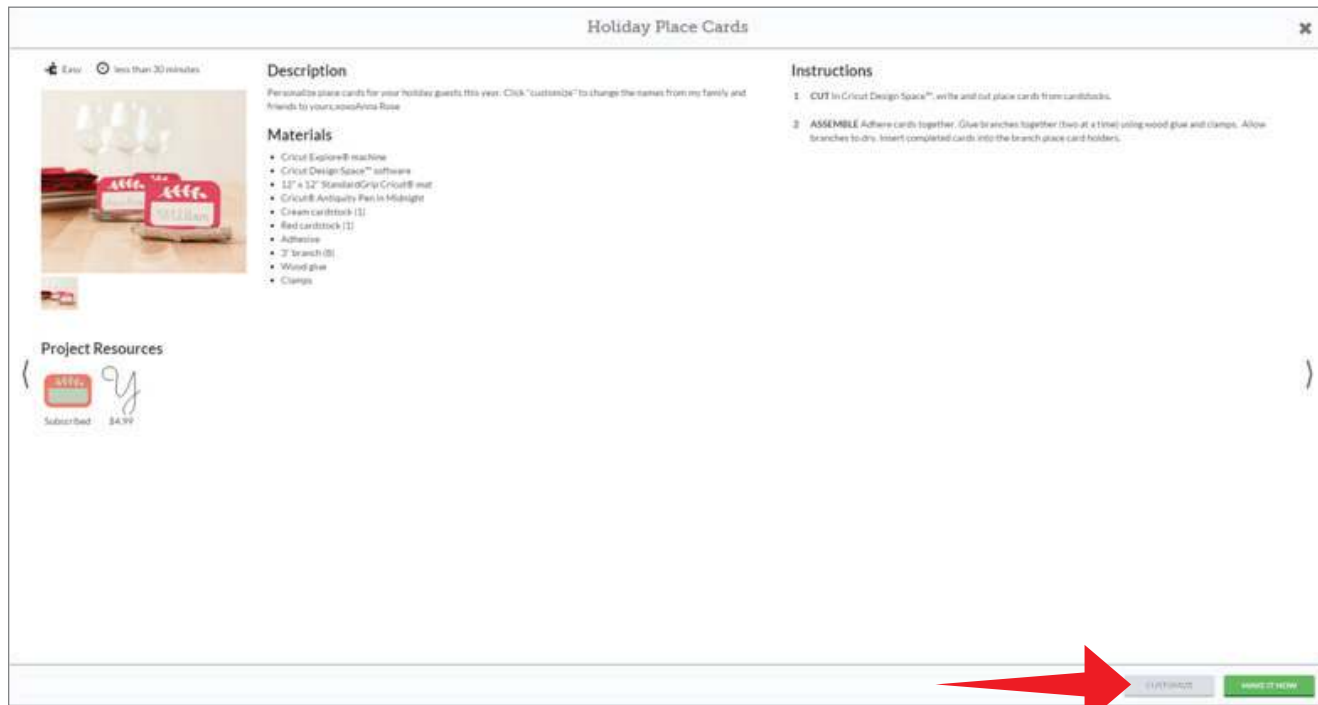 Holiday Place Cards
Easy less than 30 minutes
Description
Personalize place cards for your holiday guests this year. Click "customize" to change the names from my family and
friends to yours,xoxoAnna Rose
Materials
• Cricut Explore® machine
• Cricut Design Space™ software
• 12" x 12" StandardGrip Cricut® mat
• Cricut® Antiquity Pen in Midnight
• Cream cardstock (1)
• Red cardstock (1)
• Adhesive
• 3" branch (8)
• Wood glue
• Clamps
Instructions
1 CUT In Cricut Design Space™, write and cut place cards from cardstocks.
2 ASSEMBLE Adhere cards together. Glue branches together (two at a time) using wood glue and clamps. Allow
branches to dry. Insert completed cards into the branch place card holders.
William
Project Resources
Y
Subscribed $4.99
CUSTOMIZE MAKE IT NOW